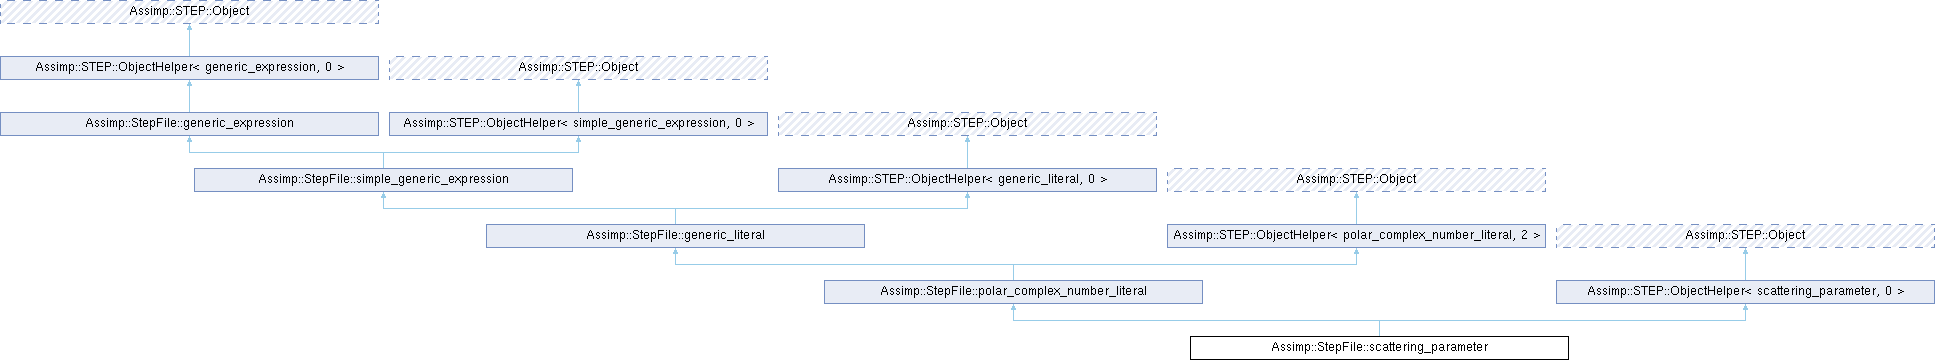 Assimp::STEP::Object
Assimp::STEP::ObjectHelper< generic_expression, 0 >
Assimp::STEP::Object
Assimp::StepFile::generic_expression
Assimp::STEP::ObjectHelper< simple_generic_expression, 0 >
Assimp::STEP::Object
Assimp::StepFile::simple_generic_expression
Assimp::STEP::ObjectHelper< generic_literal, 0 >
Assimp::STEP::Object
Assimp::StepFile::generic_literal
Assimp::STEP::ObjectHelper< polar_complex_number_literal, 2 >
Assimp::STEP::Object
Assimp::StepFile::polar_complex_number_literal
Assimp::STEP::ObjectHelper< scattering_parameter, 0 >
Assimp::StepFile::scattering_parameter